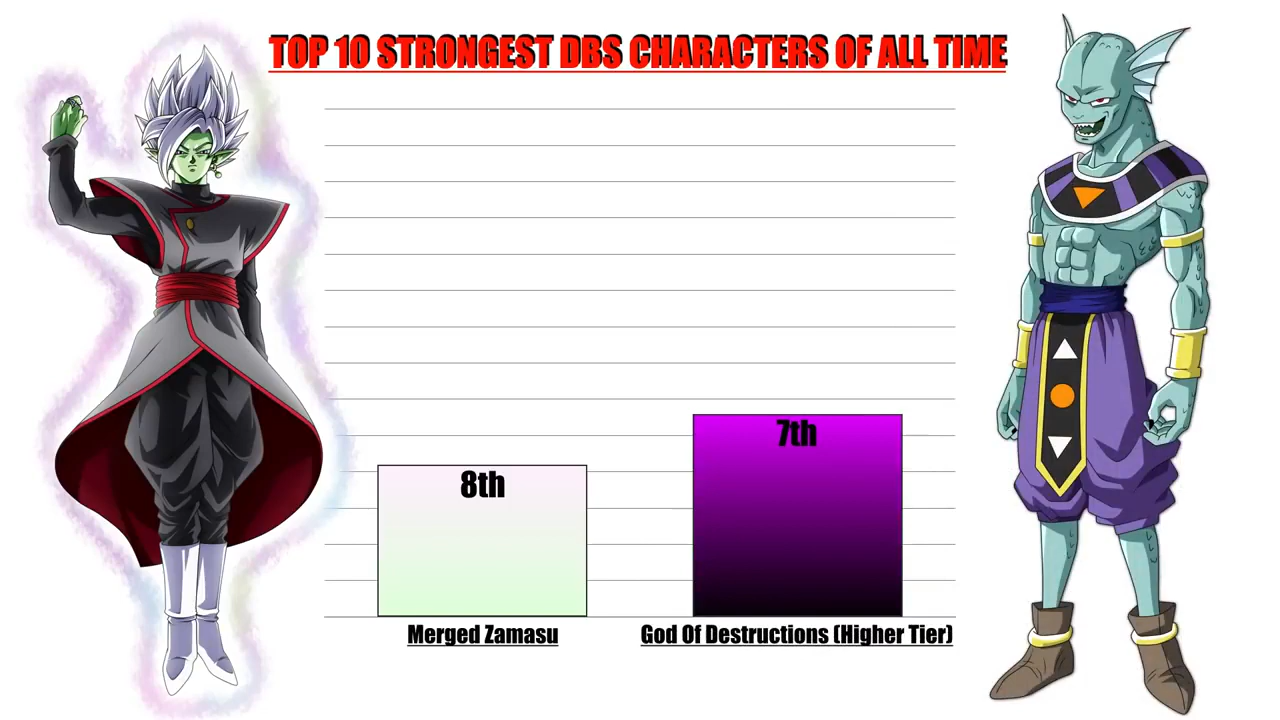 TOP 10 STRONGEST DBS CHARACTERS OF ALL TIME
8th
7th
Merged Zamasu
God Of Destructions (Higher Tier)